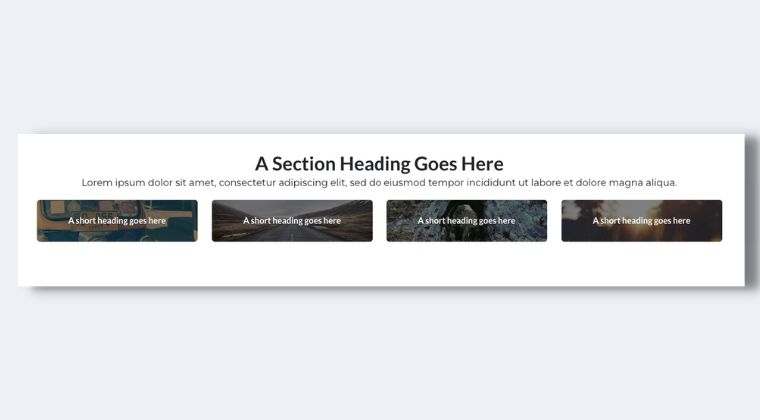 A Section Heading Goes Here
Lorem ipsum dolor sit amet, consectetur adipiscing elit, sed do eiusmod tempor incididunt ut labore et dolore magna aliqua.
A short heading goes here
A short heading goes here
A short heading goes here
A short heading goes here